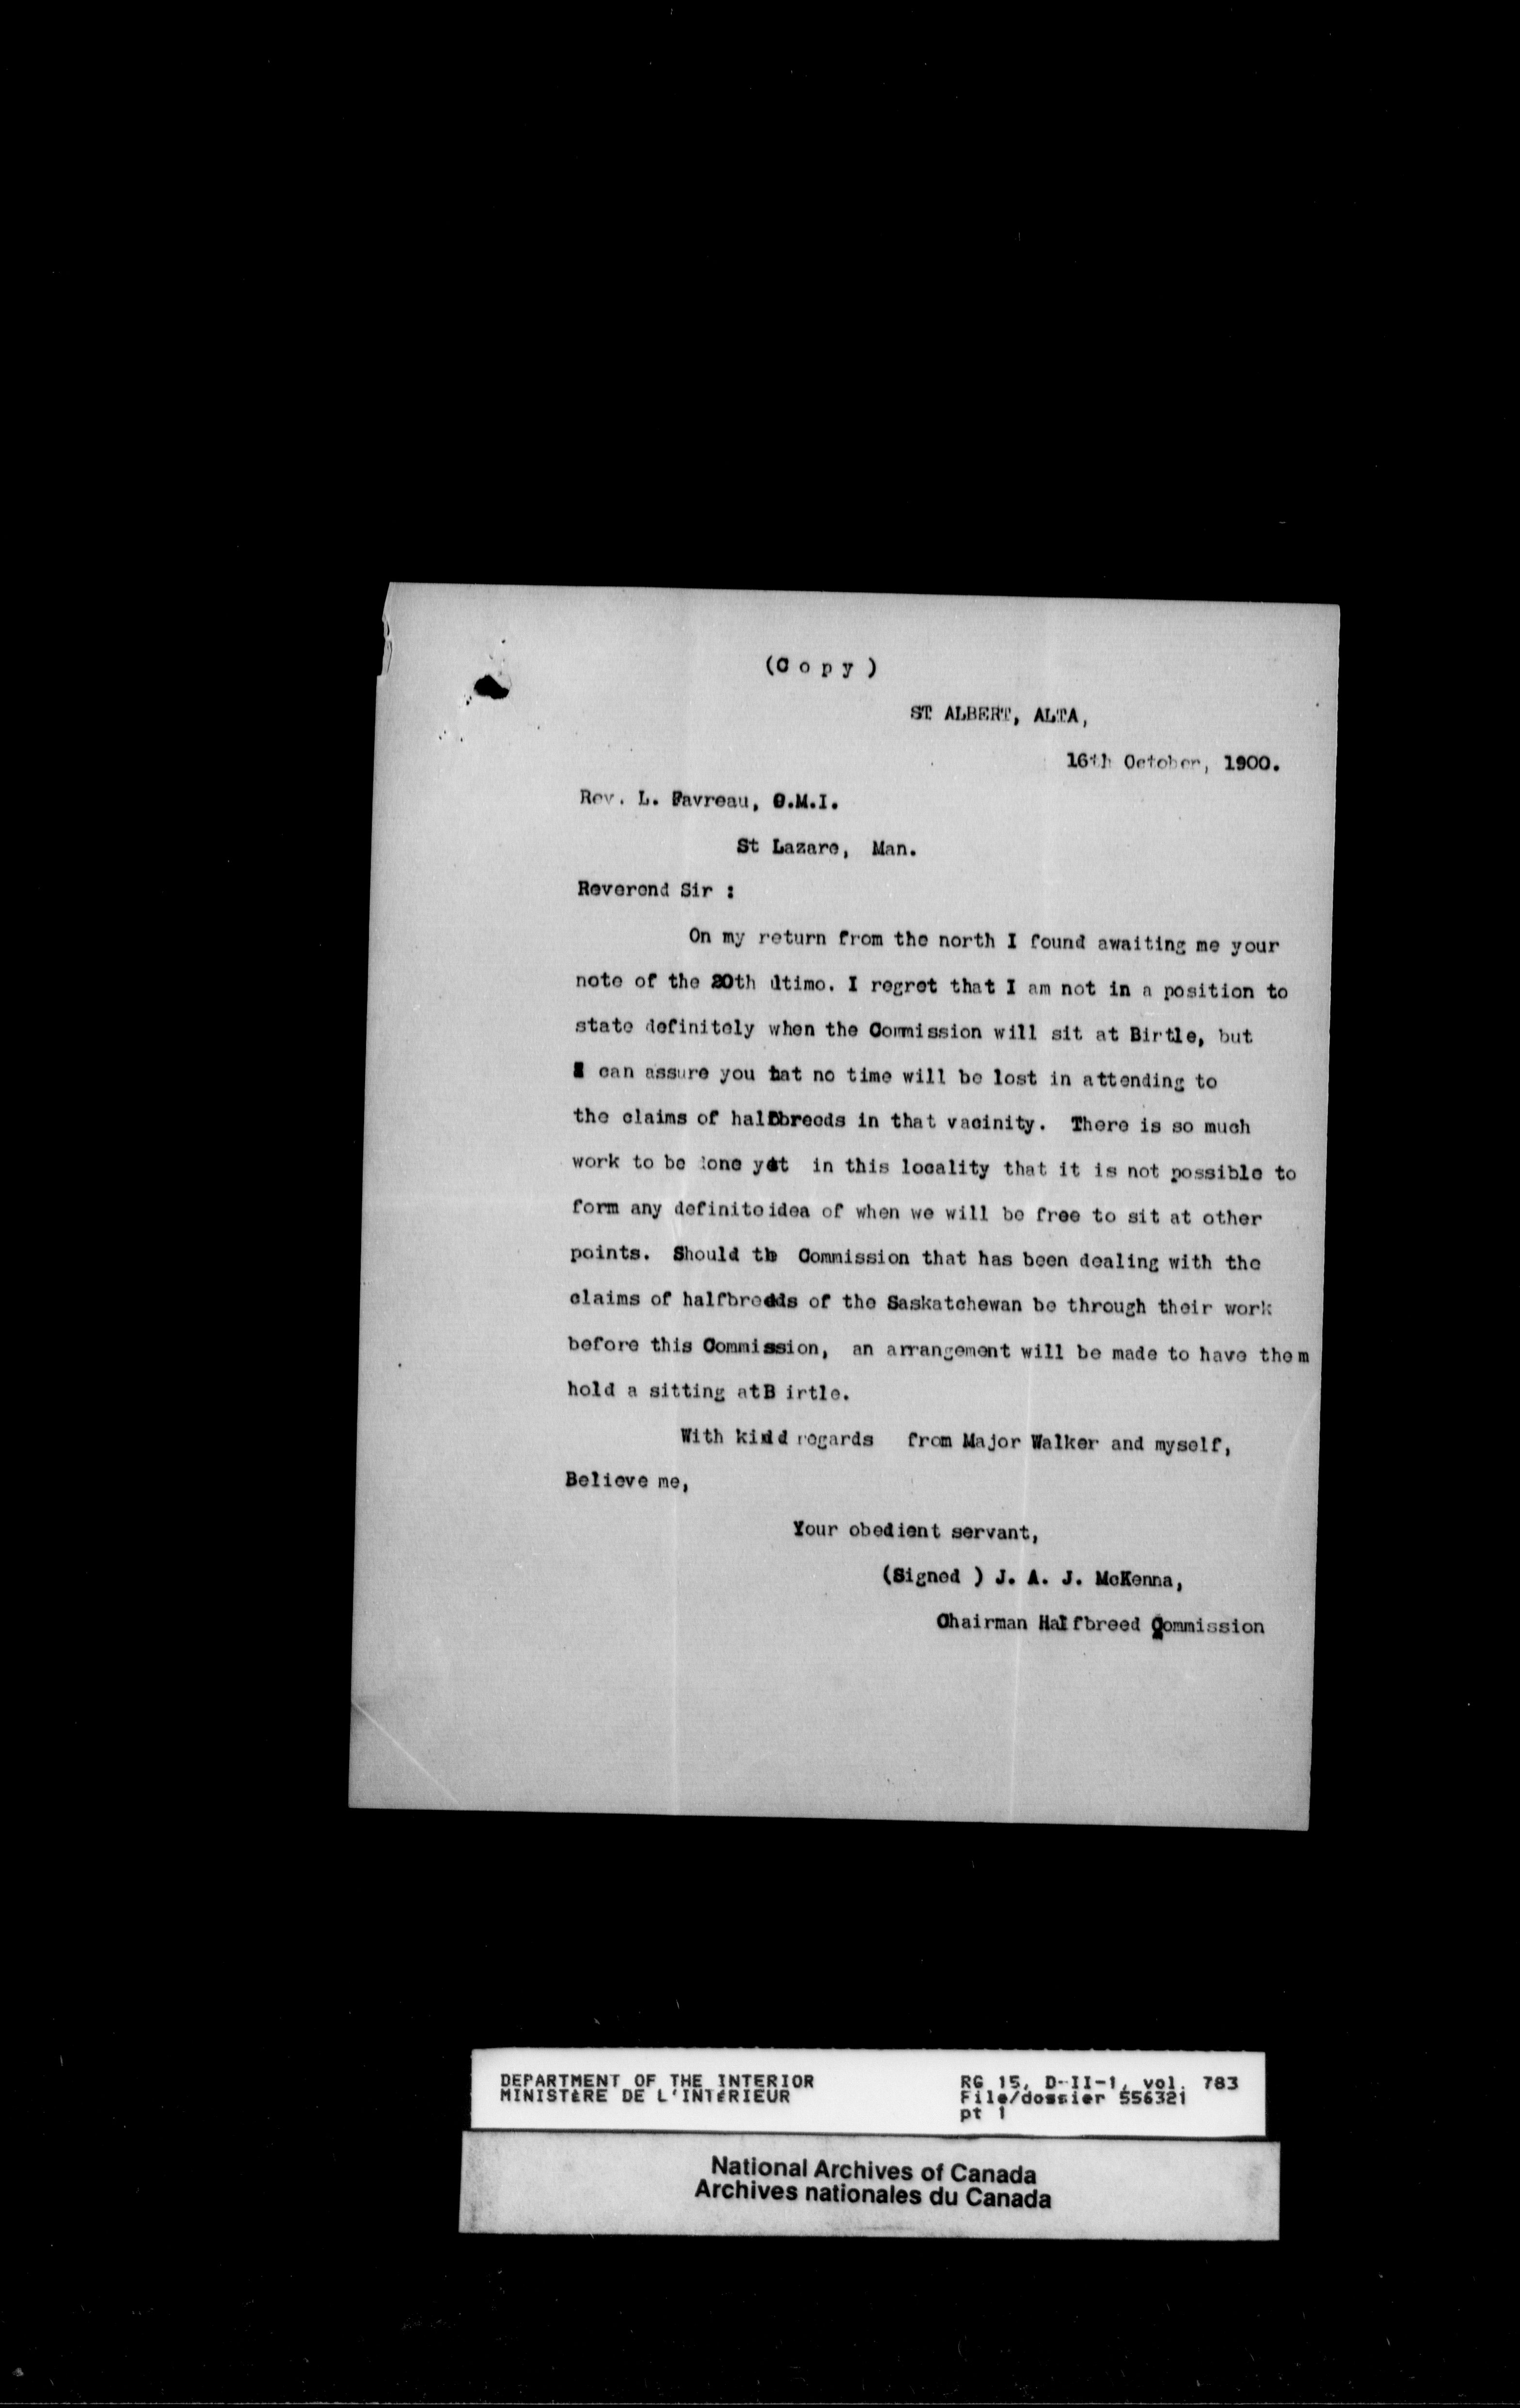 (C o p y )
ST ALBERT, ALTA,
16th October, 1900.
Rev. L. Favreau, O.M.I.
St Lazare, Man.
Reverend Sir :
On my return from the north I found awaiting me your
note of the 20th ultimo. I regret that I am not in a position to
state definitely when the Commission will sit at Birtle, but
I can assure you that no time will be lost in attending to
the claims of halfbreeds in that vacinity. There is so much
work to be done yet in this locality that it is not possible to
form any definite idea of when we will be free to sit at other
points. Should the Commission that has been dealing with the
claims of halfbreeds of the Saskatchewan be through their work
before this Commission, an arrangement will be made to have them
hold a sitting atB irtle.
With kind regards from Major Walker and myself,
Believe me,
Your obedient servant,
(Signed ) J. A. J. McKenna,
Chairman Halfbreed Commission
DEPARTMENT OF THE INTERIOR RG 15, D-II-1, vol. 783
MINISTÈRE DE L'INTÉRIEUR File/dossier 556321
pt 1
National Archives of Canada
Archives nationales du Canada